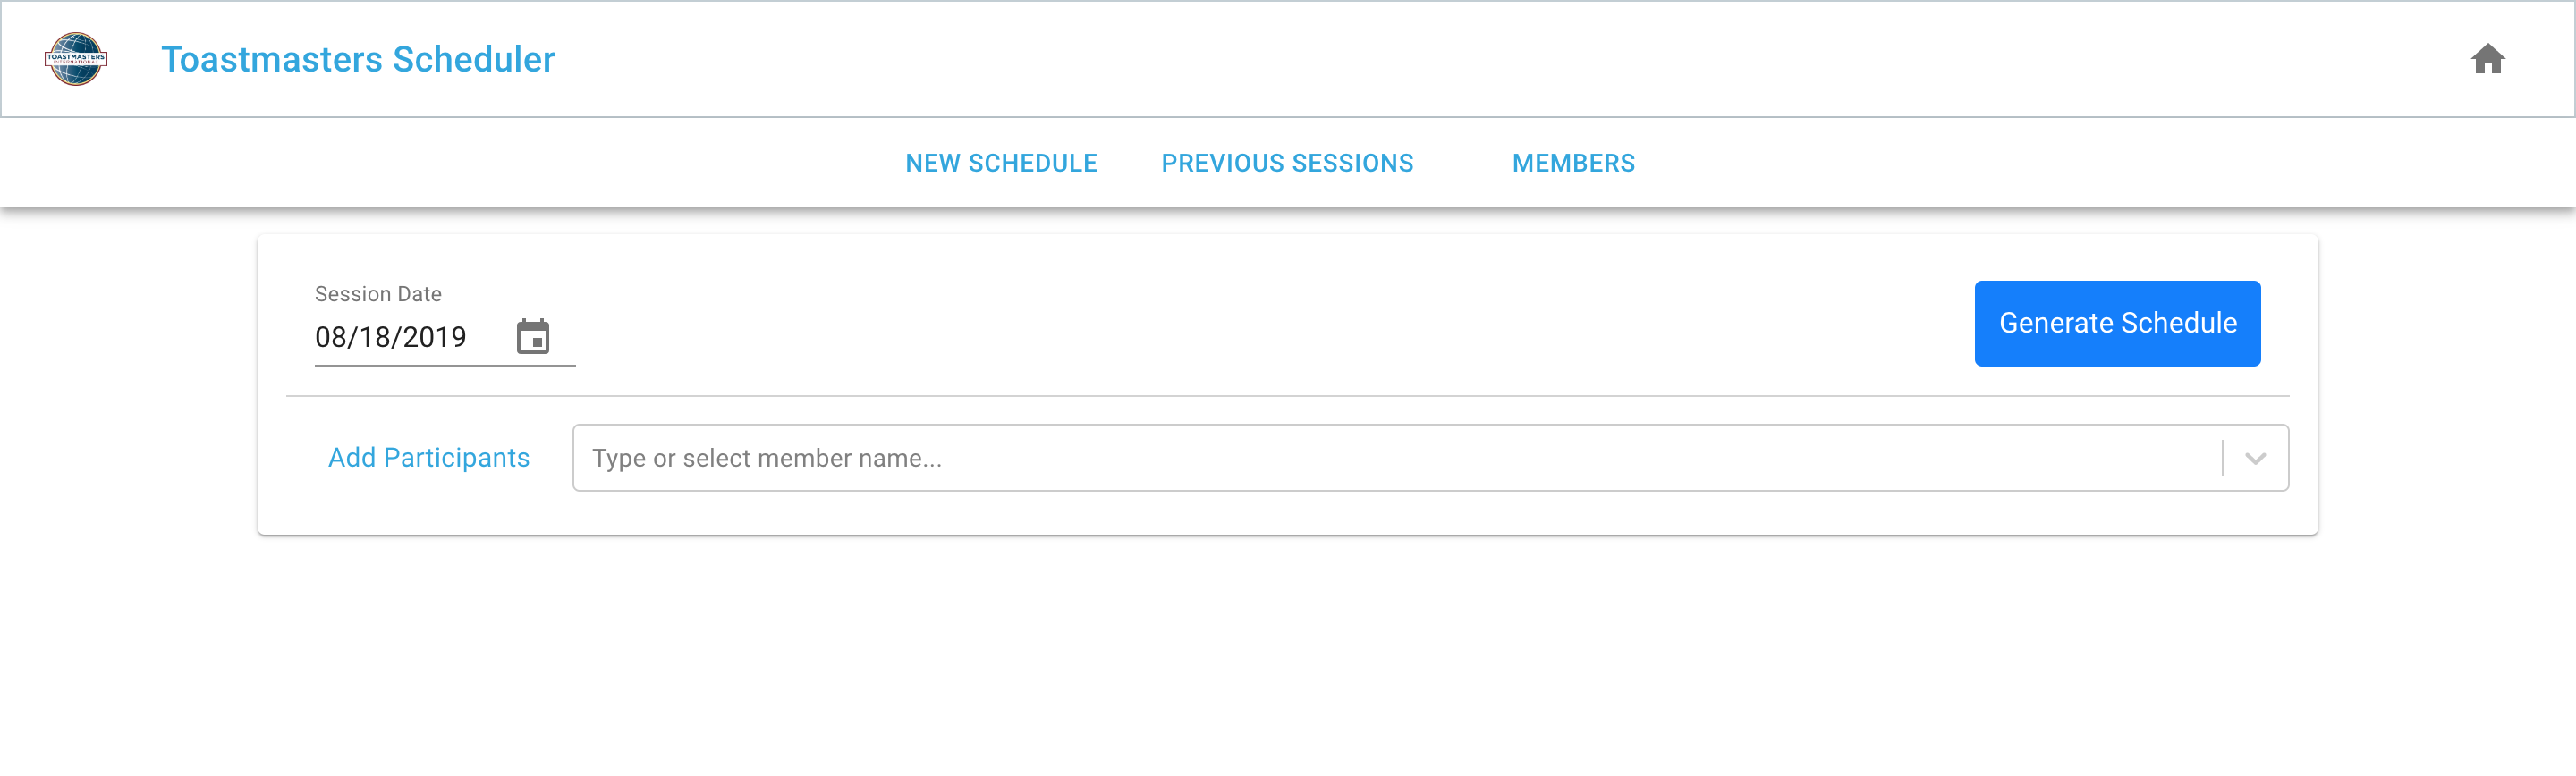 TOASTMASTERS
INTERNATIONAL
Toastmasters Scheduler
NEW SCHEDULE PREVIOUS SESSIONS MEMBERS
Session Date
08/18/2019
Generate Schedule
Add Participants
Type or select member name...